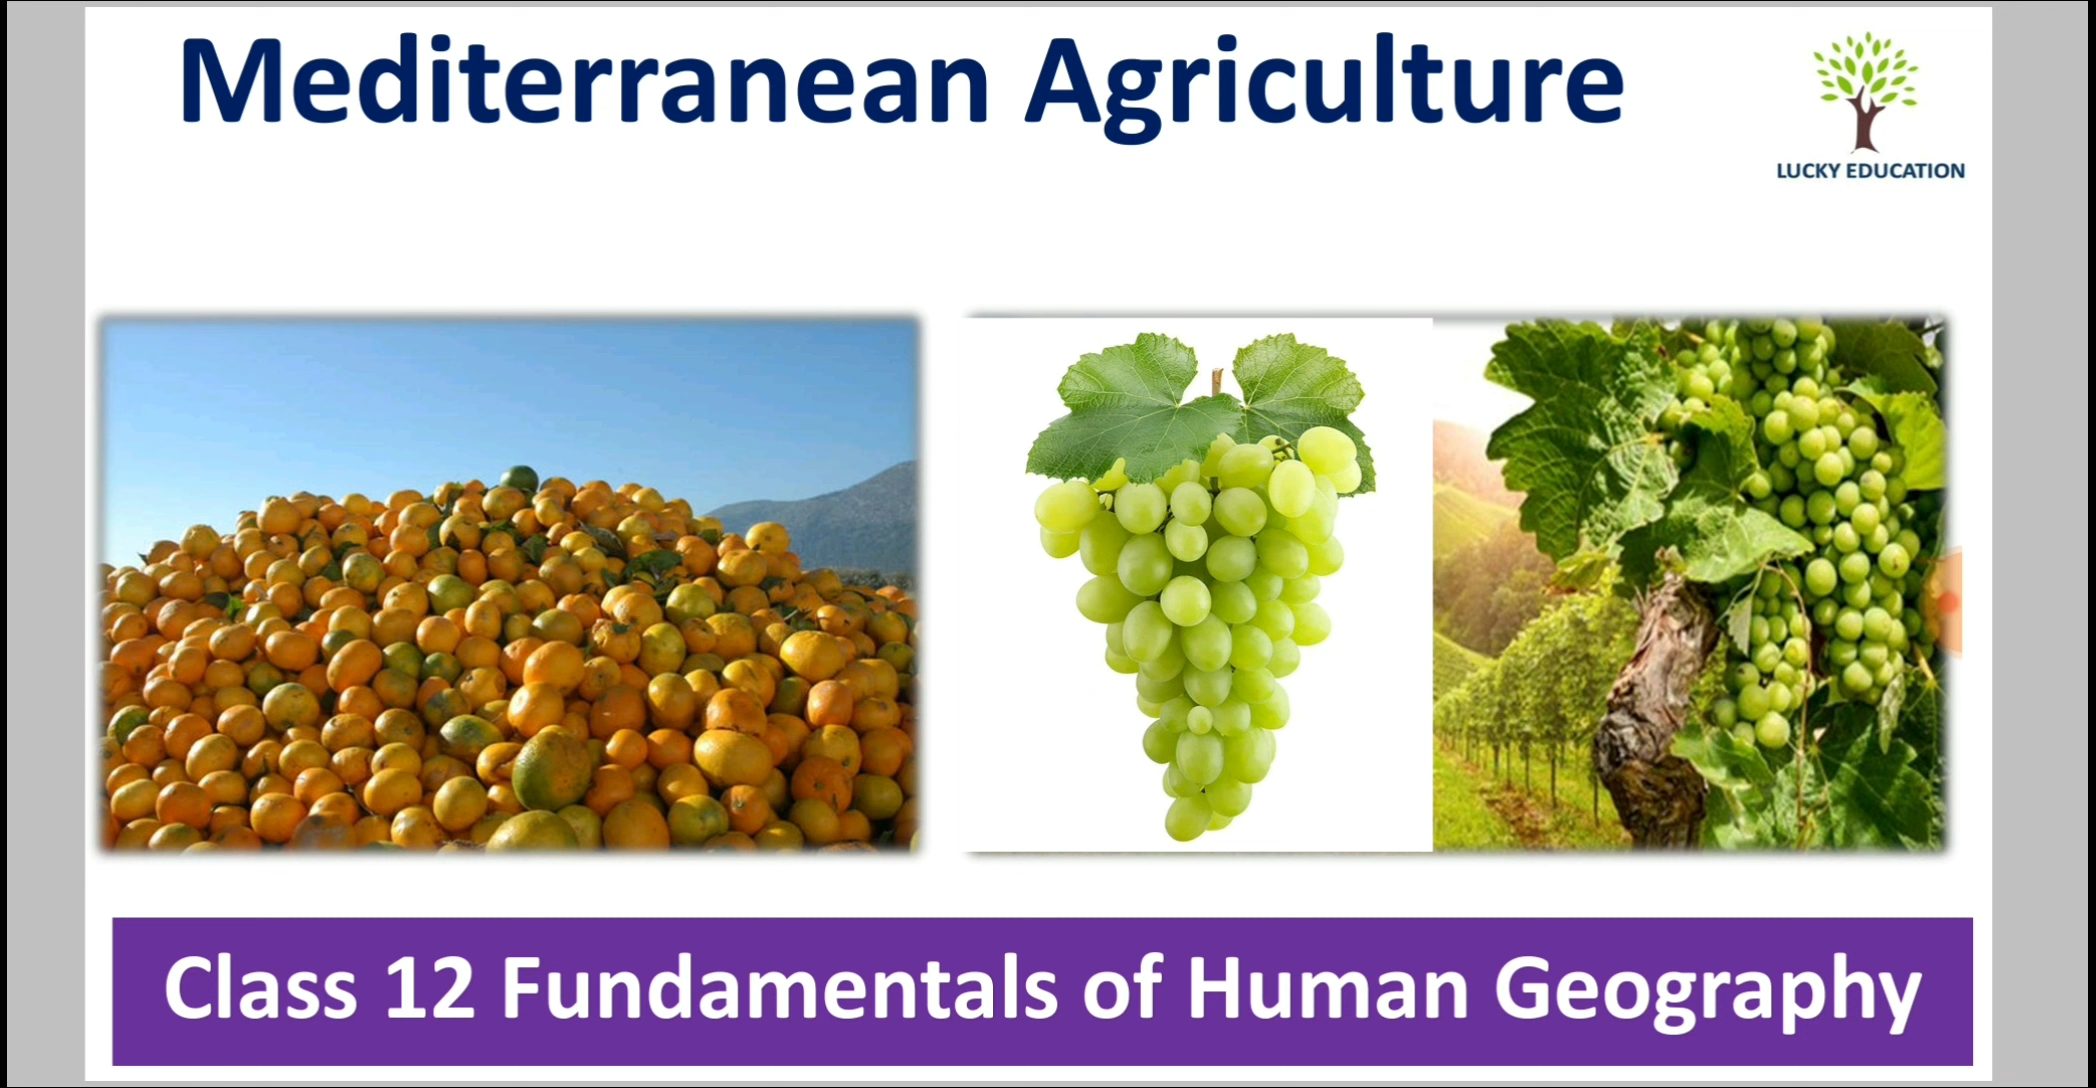 Mediterranean Agriculture
LUCKY EDUCATION
Class 12 Fundamentals of Human Geography